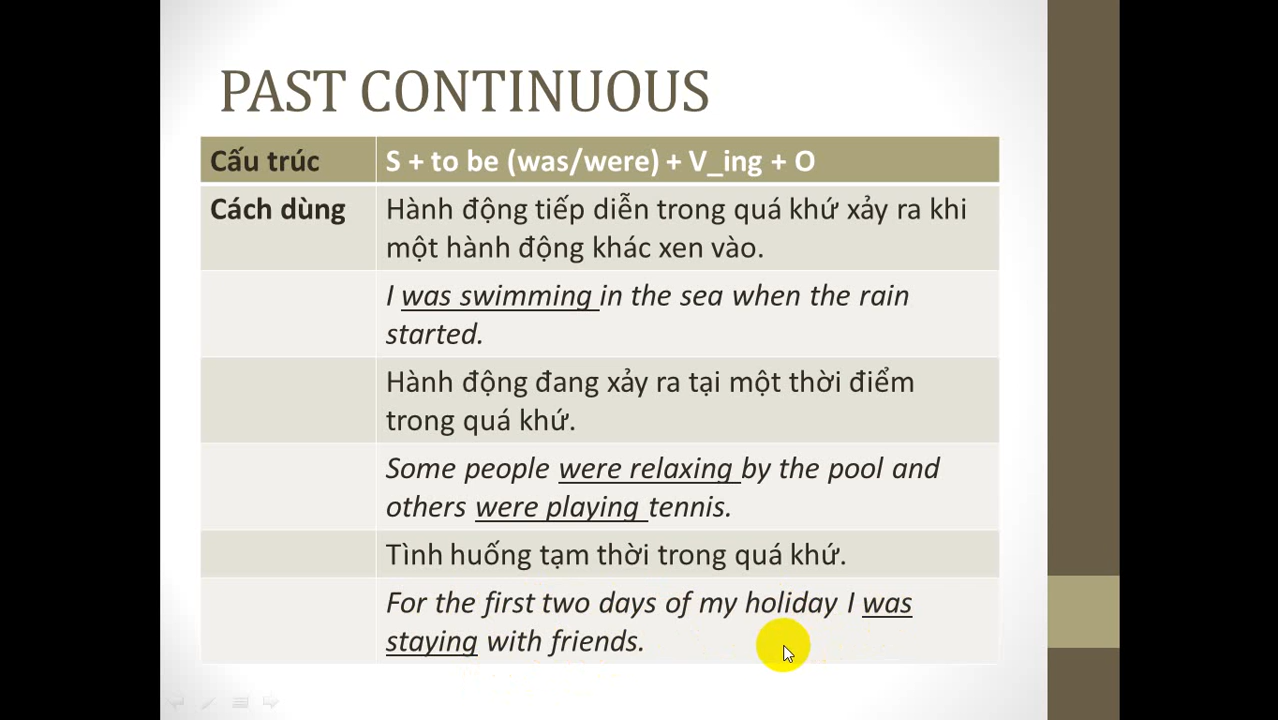 PAST CONTINUOUS
Cấu trúc
S + to be (was/were) + V_ing + O
Cách dùng
Hành động tiếp diễn trong quá khứ xảy ra khi
một hành động khác xen vào.
I was swimming in the sea when the rain
started.
Hành động đang xảy ra tại một thời điểm
trong quá khứ.
Some people were relaxing by the pool and
others were playing tennis.
Tình huống tạm thời trong quá khứ.
For the first two days of my holiday I was
staying with friends.